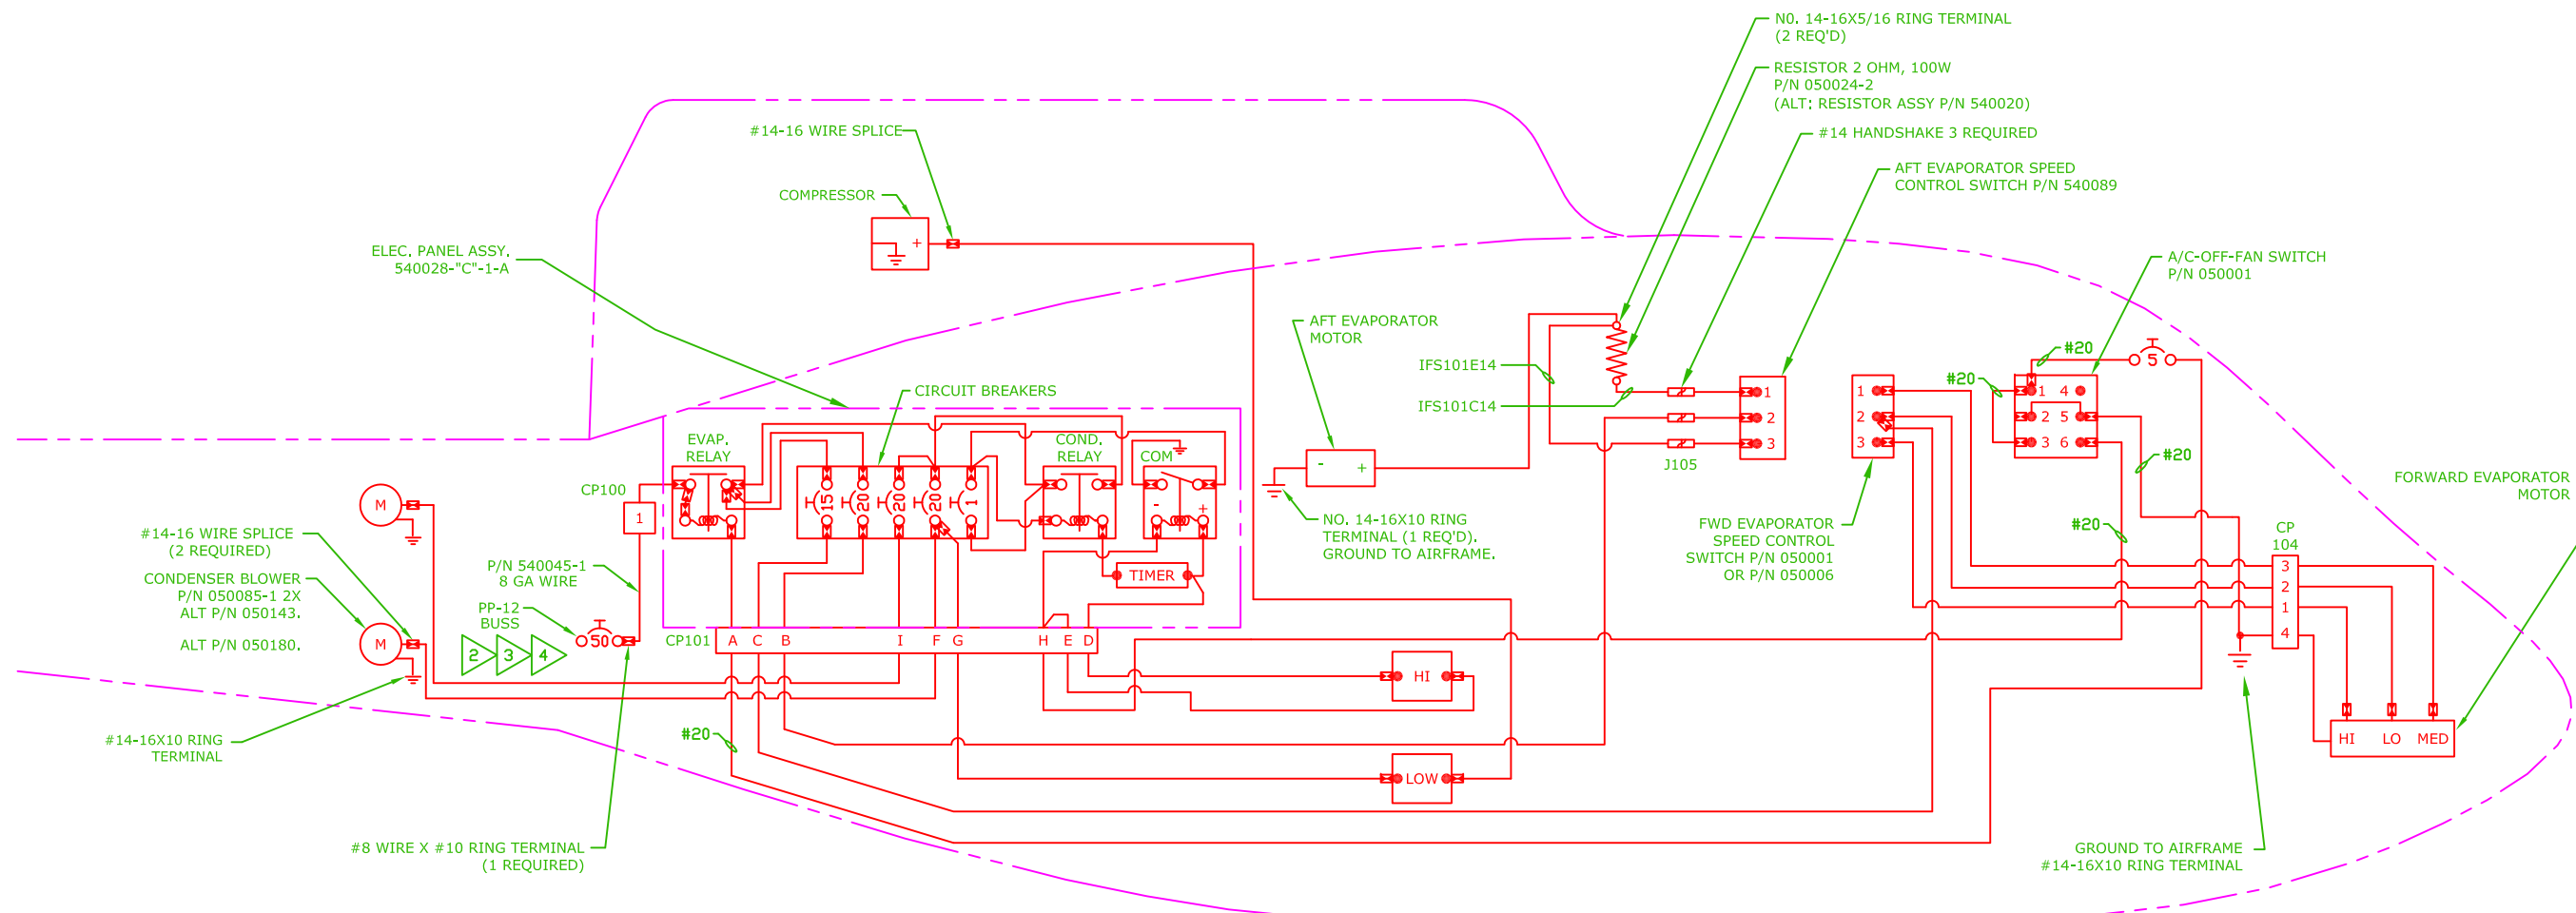 NO. 14-16X5/16 RING TERMINAL
(2 REQ'D)
RESISTOR 2 OHM, 100W
P/N 050024-2
(ALT: RESISTOR ASSY P/N 540020)
#14 HANDSHAKE 3 REQUIRED
AFT EVAPORATOR SPEED
CONTROL SWITCH P/N 540089
#14-16 WIRE SPLICE
COMPRESSOR
+
ELEC. PANEL ASSY.
540028-"C"-1-A
A/C-OFF-FAN SWITCH
P/N 050001
AFT EVAPORATOR
MOTOR
IFS101E14
IFS101C14
- +
J105
1
2
3
1
2
3
#20
5
#20
1 4
2 5
3 6
#20
#20
CIRCUIT BREAKERS
EVAP.
RELAY
COND.
RELAY
COM
- +
15
20
20
20
1
TIMER
CP100
1
M
#14-16 WIRE SPLICE
(2 REQUIRED)
CONDENSER BLOWER
P/N 050085-1 2X
ALT P/N 050143.
ALT P/N 050180.
M
2 3 4
P/N 540045-1
8 GA WIRE
PP-12
BUSS
50
CP101
A C B I F G H E D
NO. 14-16X10 RING
TERMINAL (1 REQ'D).
GROUND TO AIRFRAME.
FWD EVAPORATOR
SPEED CONTROL
SWITCH P/N 050001
OR P/N 050006
FORWARD EVAPORATOR
MOTOR
CP
104
3
2
1
4
HI
LOW
HI LO MED
#14-16X10 RING
TERMINAL
#20
#8 WIRE X #10 RING TERMINAL
(1 REQUIRED)
GROUND TO AIRFRAME
#14-16X10 RING TERMINAL